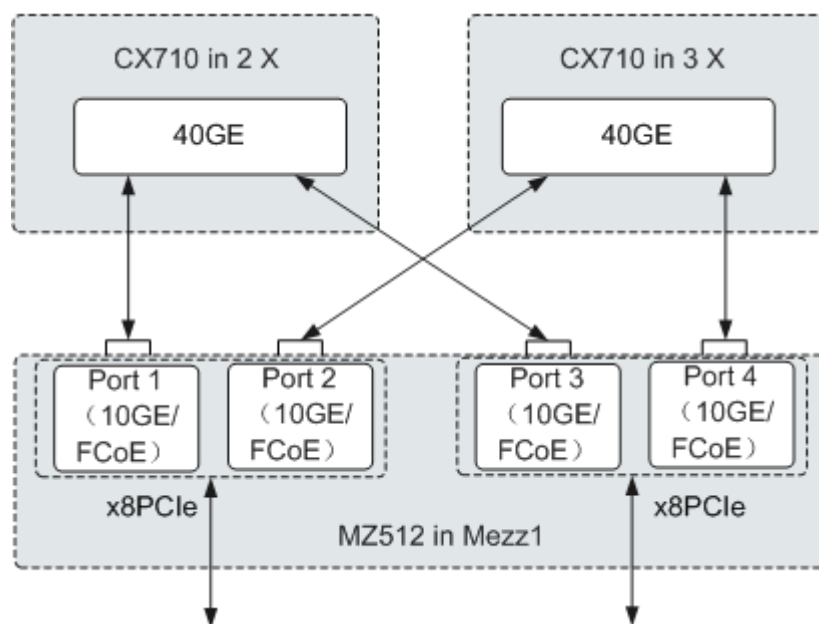 CX710 in 2 X
CX710 in 3 X
40GE
40GE
Port 1
（10GE/
FCoE）
Port 2
（10GE/
FCoE）
Port 3
（10GE/
FCoE）
Port 4
（10GE/
FCoE）
x8PCIe
x8PCIe
MZ512 in Mezz1